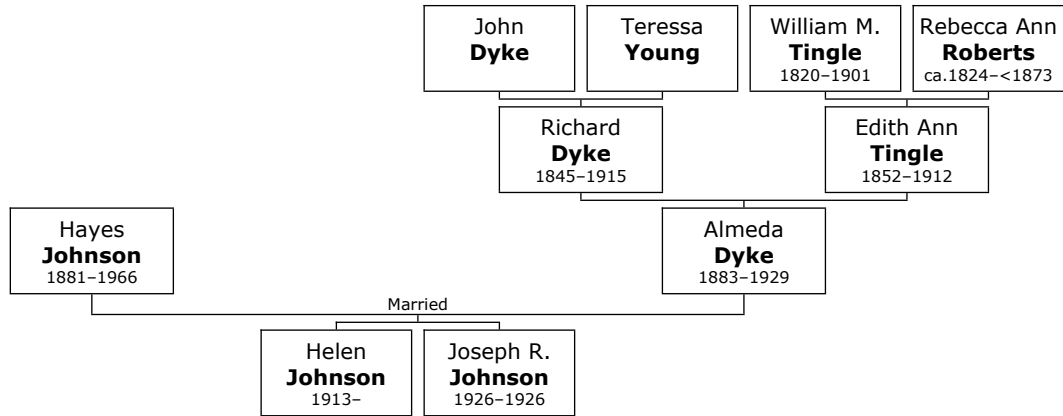 John
Dyke
Teressa
Young
William M.
Tingle
1820–1901
Rebecca Ann
Roberts
ca.1824–<1873
Richard
Dyke
1845–1915
Edith Ann
Tingle
1852–1912
Hayes
Johnson
1881–1966
Almeda
Dyke
1883–1929
Married
Helen
Johnson
1913–
Joseph R.
Johnson
1926–1926